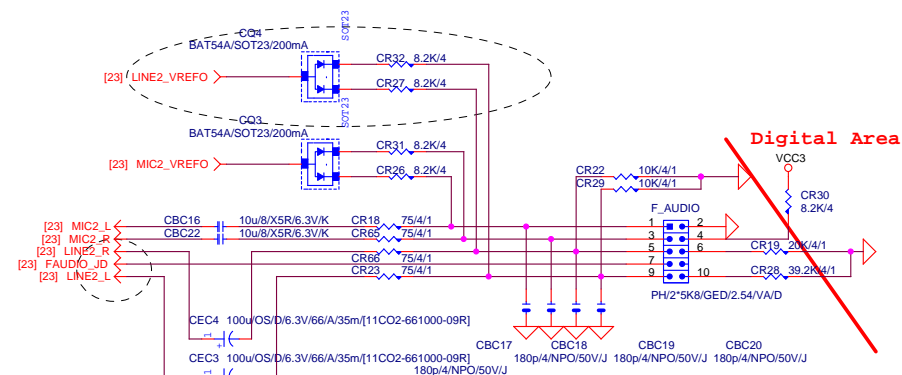 CQ4
SOT23
BAT54A/SOT23/200mA
CR32 8.2K/4
[23] LINE2_VREFO
CR27 8.2K/4
SOT23
CQ3
BAT54A/SOT23/200mA
Digital Area
CR31 8.2K/4
VCC3
[23] MIC2_VREFO
CR26 8.2K/4
CR22 10K/4/1
CR29 10K/4/1
CR30
8.2K/4
F_AUDIO
[23] MIC2_L CBC16 10u/8/X5R/6.3V/K CR18 75/4/1 1 2
[23] MIC2_R CBC22 10u/8/X5R/6.3V/K CR65 75/4/1 3 4
[23] LINE2_R 5 6 CR19 20K/4/1
[23] FAUDIO_JD CR66 75/4/1 7
[23] LINE2_L CR23 75/4/1 9 10 CR28 39.2K/4/1
PH/2*5K8/GED/2.54/VA/D
CEC4 100u/OS/D/6.3V/66/A/35m/[11CO2-661000-09R]
1 +
CBC17 CBC18 CBC19 CBC20
CEC3 100u/OS/D/6.3V/66/A/35m/[11CO2-661000-09R]
180p/4/NPO/50V/J 180p/4/NPO/50V/J 180p/4/NPO/50V/J
180p/4/NPO/50V/J
1